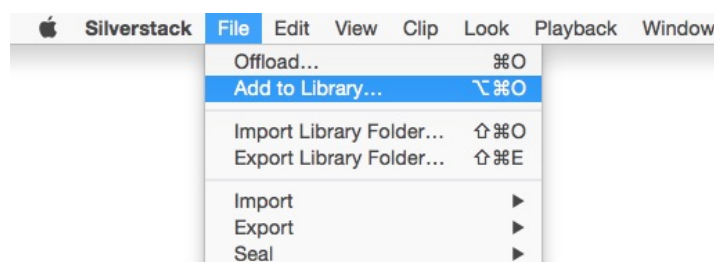 Silverstack File Edit View Clip Look Playback Window
Offload... ⌘O
Add to Library... ⌥⌘O
Import Library Folder... ⇧⌘O
Export Library Folder... ⇧⌘E
Import ▶
Export ▶
Seal ▶